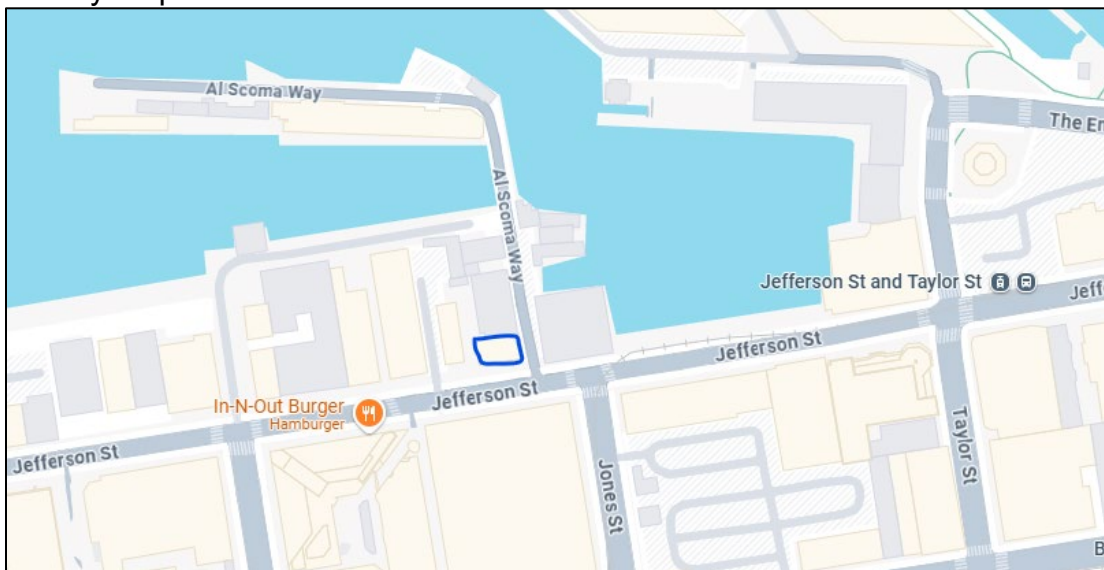 Al Scoma Way
The Em
Al Scoma Way
Jefferson St and Taylor St
Jeff
Jefferson St
Jefferson St
In-N-Out Burger
Hamburger
Jefferson St
Jones St
Taylor St
B